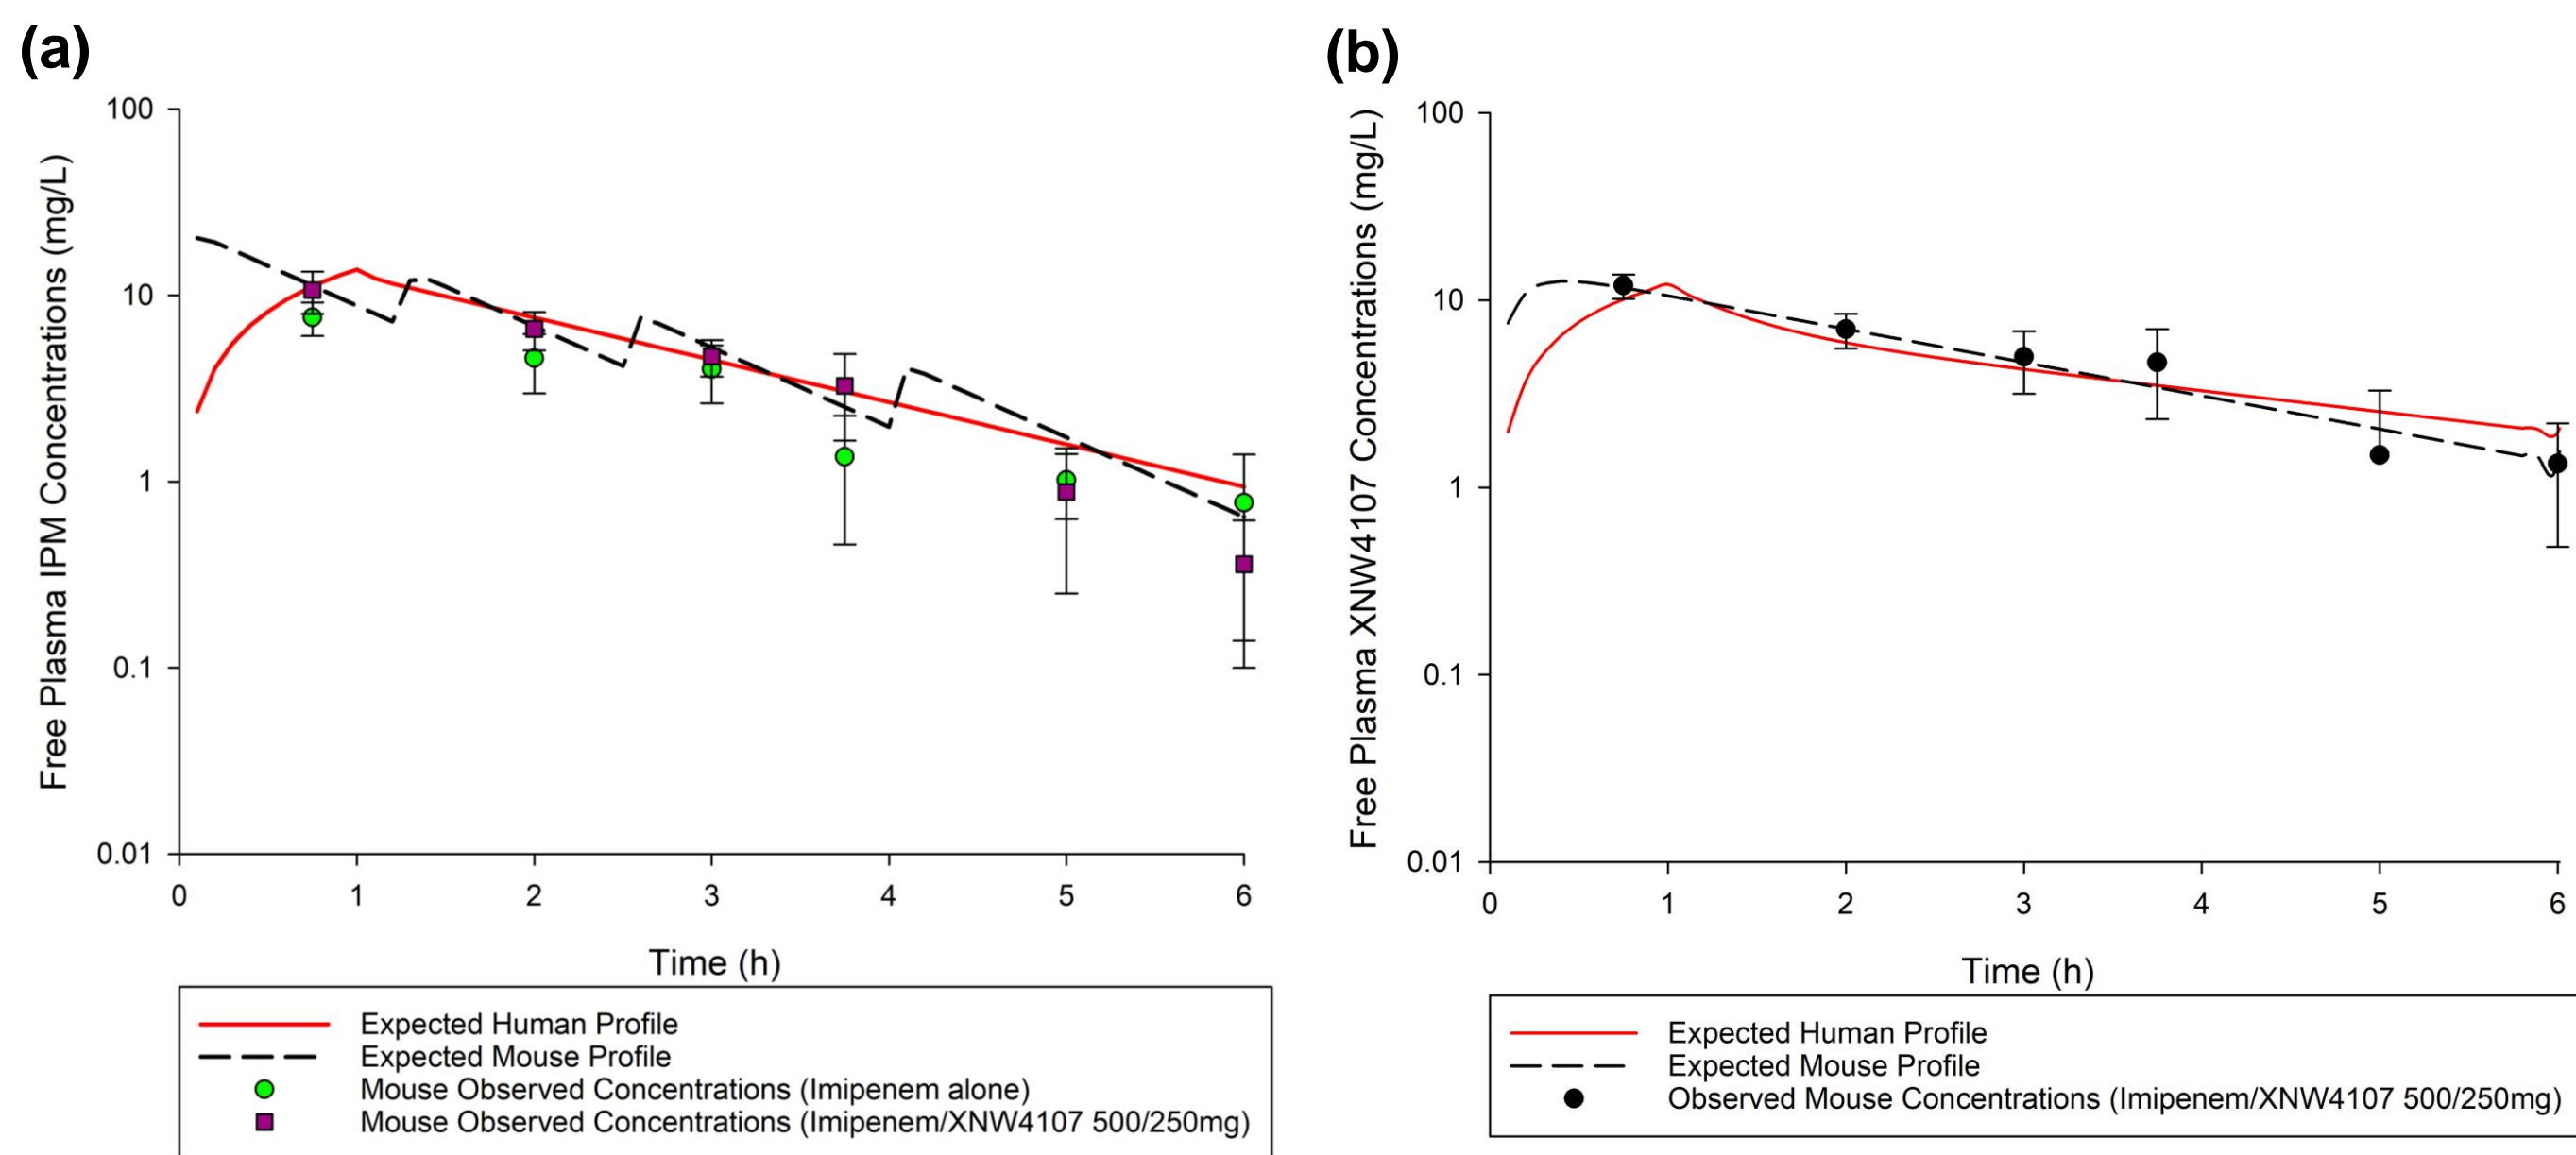 (a)
Free Plasma IPM Concentrations (mg/L)
100
10
1
0.1
0.01
0 1 2 3 4 5 6
Time (h)
Expected Human Profile
Expected Mouse Profile
Mouse Observed Concentrations (Imipenem alone)
Mouse Observed Concentrations (Imipenem/XNW4107 500/250mg)
(b)
Free Plasma XNW4107 Concentrations (mg/L)
100
10
1
0.1
0.01
0 1 2 3 4 5 6
Time (h)
Expected Human Profile
Expected Mouse Profile
Observed Mouse Concentrations (Imipenem/XNW4107 500/250mg)